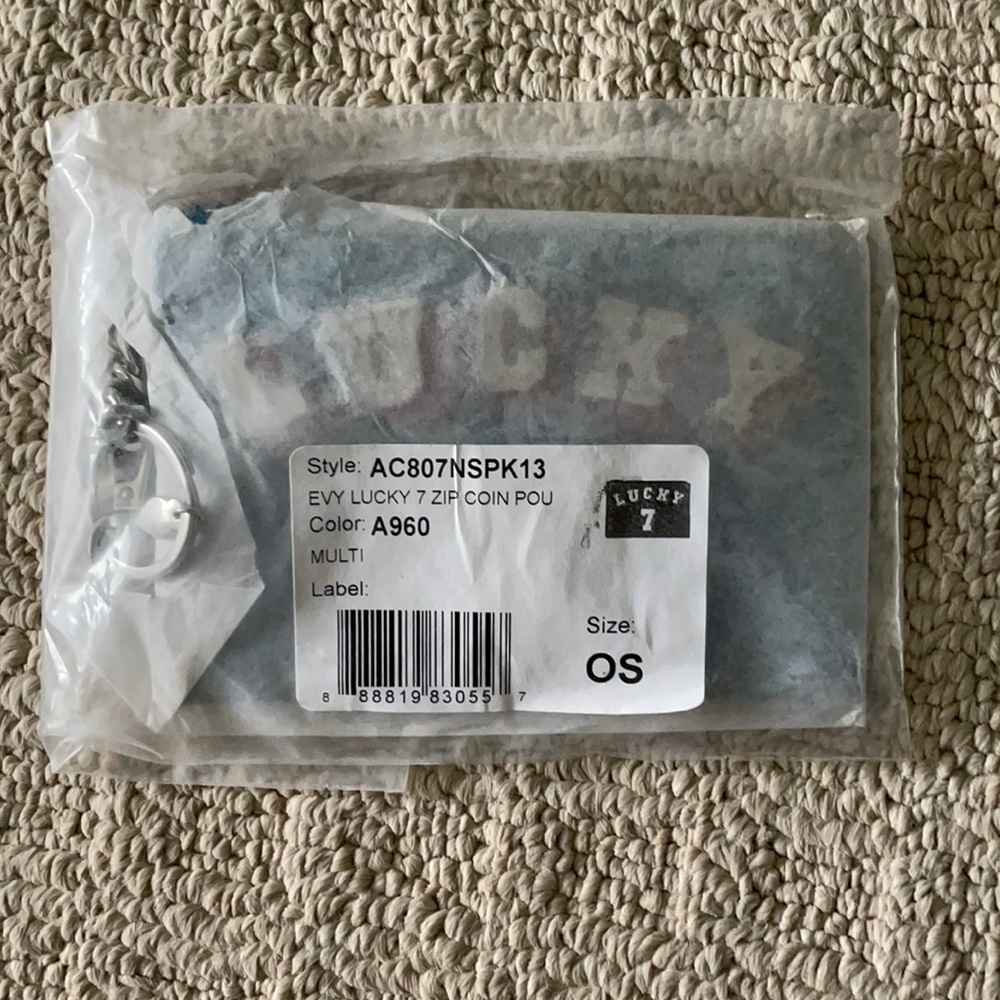 LUCKY
Style: AC807NSPK13
EVY LUCKY 7 ZIP COIN POU
LUCKY
7
Color: A960
MULTI
Label:
Size:
OS
8 88819 83055 7